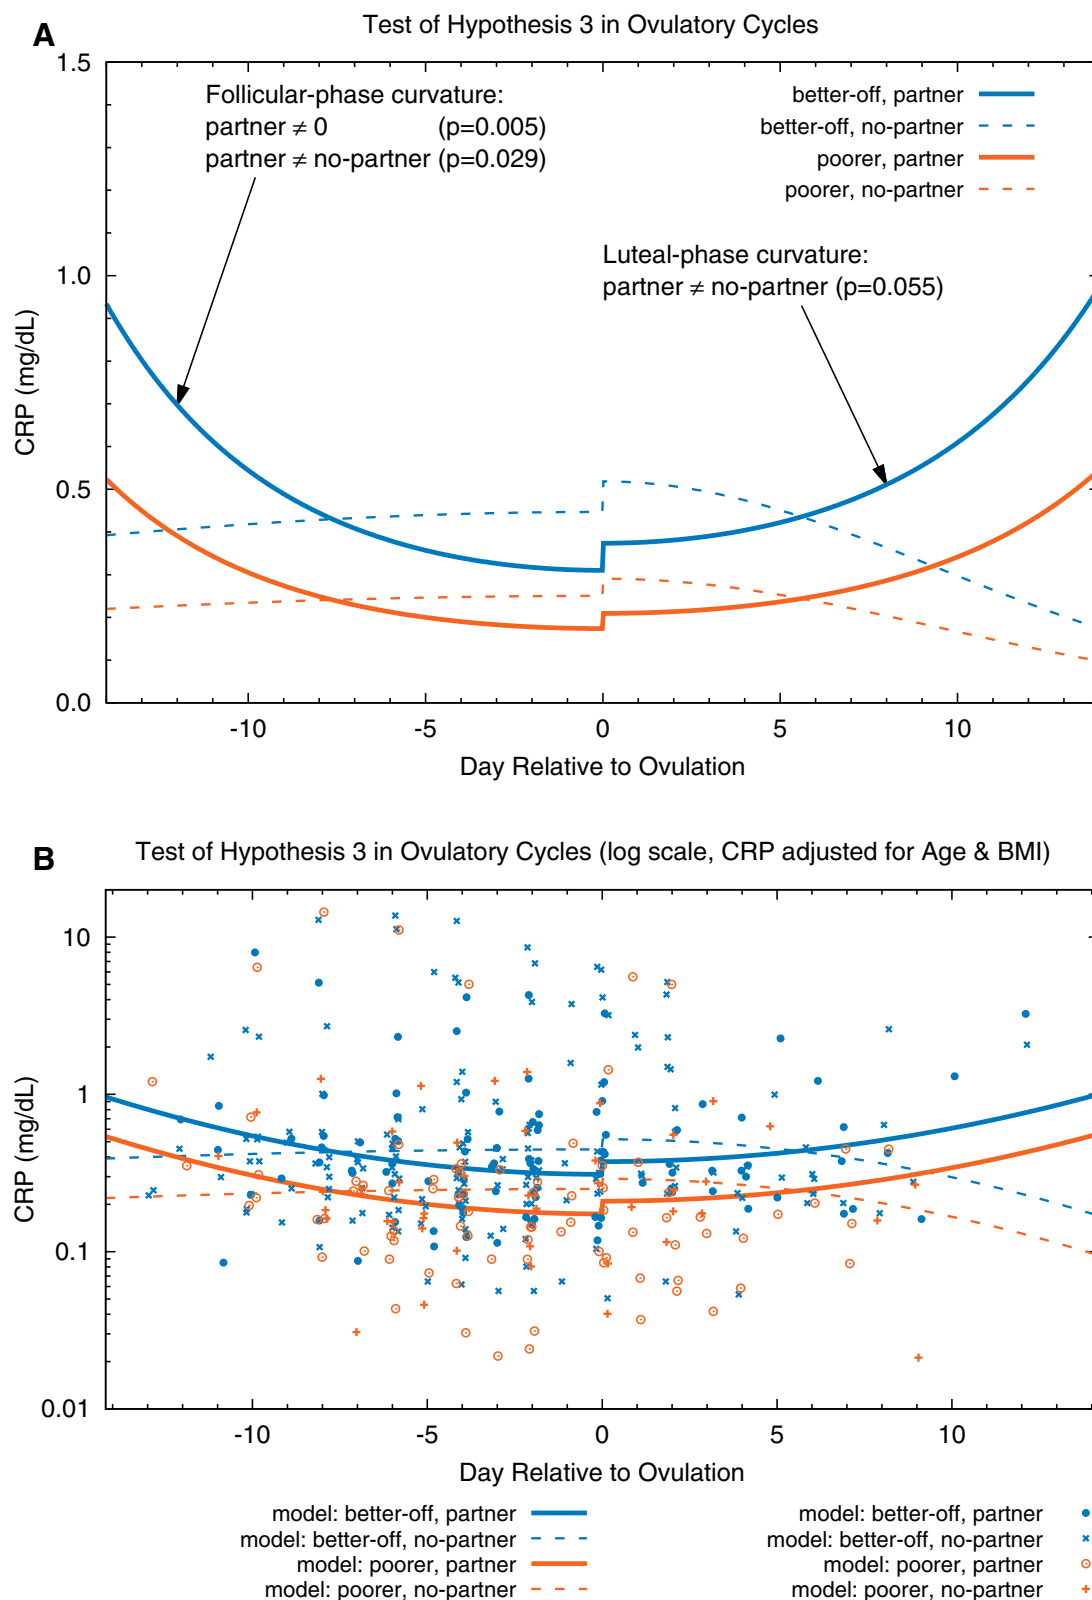 A
Test of Hypothesis 3 in Ovulatory Cycles
1.5
1.0
0.5
0.0
CRP (mg/dL)
Follicular-phase curvature:
partner ≠ 0 (p=0.005)
partner ≠ no-partner (p=0.029)
better-off, partner
better-off, no-partner
poorer, partner
poorer, no-partner
Luteal-phase curvature:
partner ≠ no-partner (p=0.055)
-10 -5 0 5 10
Day Relative to Ovulation
B
Test of Hypothesis 3 in Ovulatory Cycles (log scale, CRP adjusted for Age & BMI)
10
1
0.1
0.01
CRP (mg/dL)
-10 -5 0 5 10
Day Relative to Ovulation
model: better-off, partner
model: better-off, no-partner
model: poorer, partner
model: poorer, no-partner
model: better-off, partner
model: better-off, no-partner
model: poorer, partner
model: poorer, no-partner